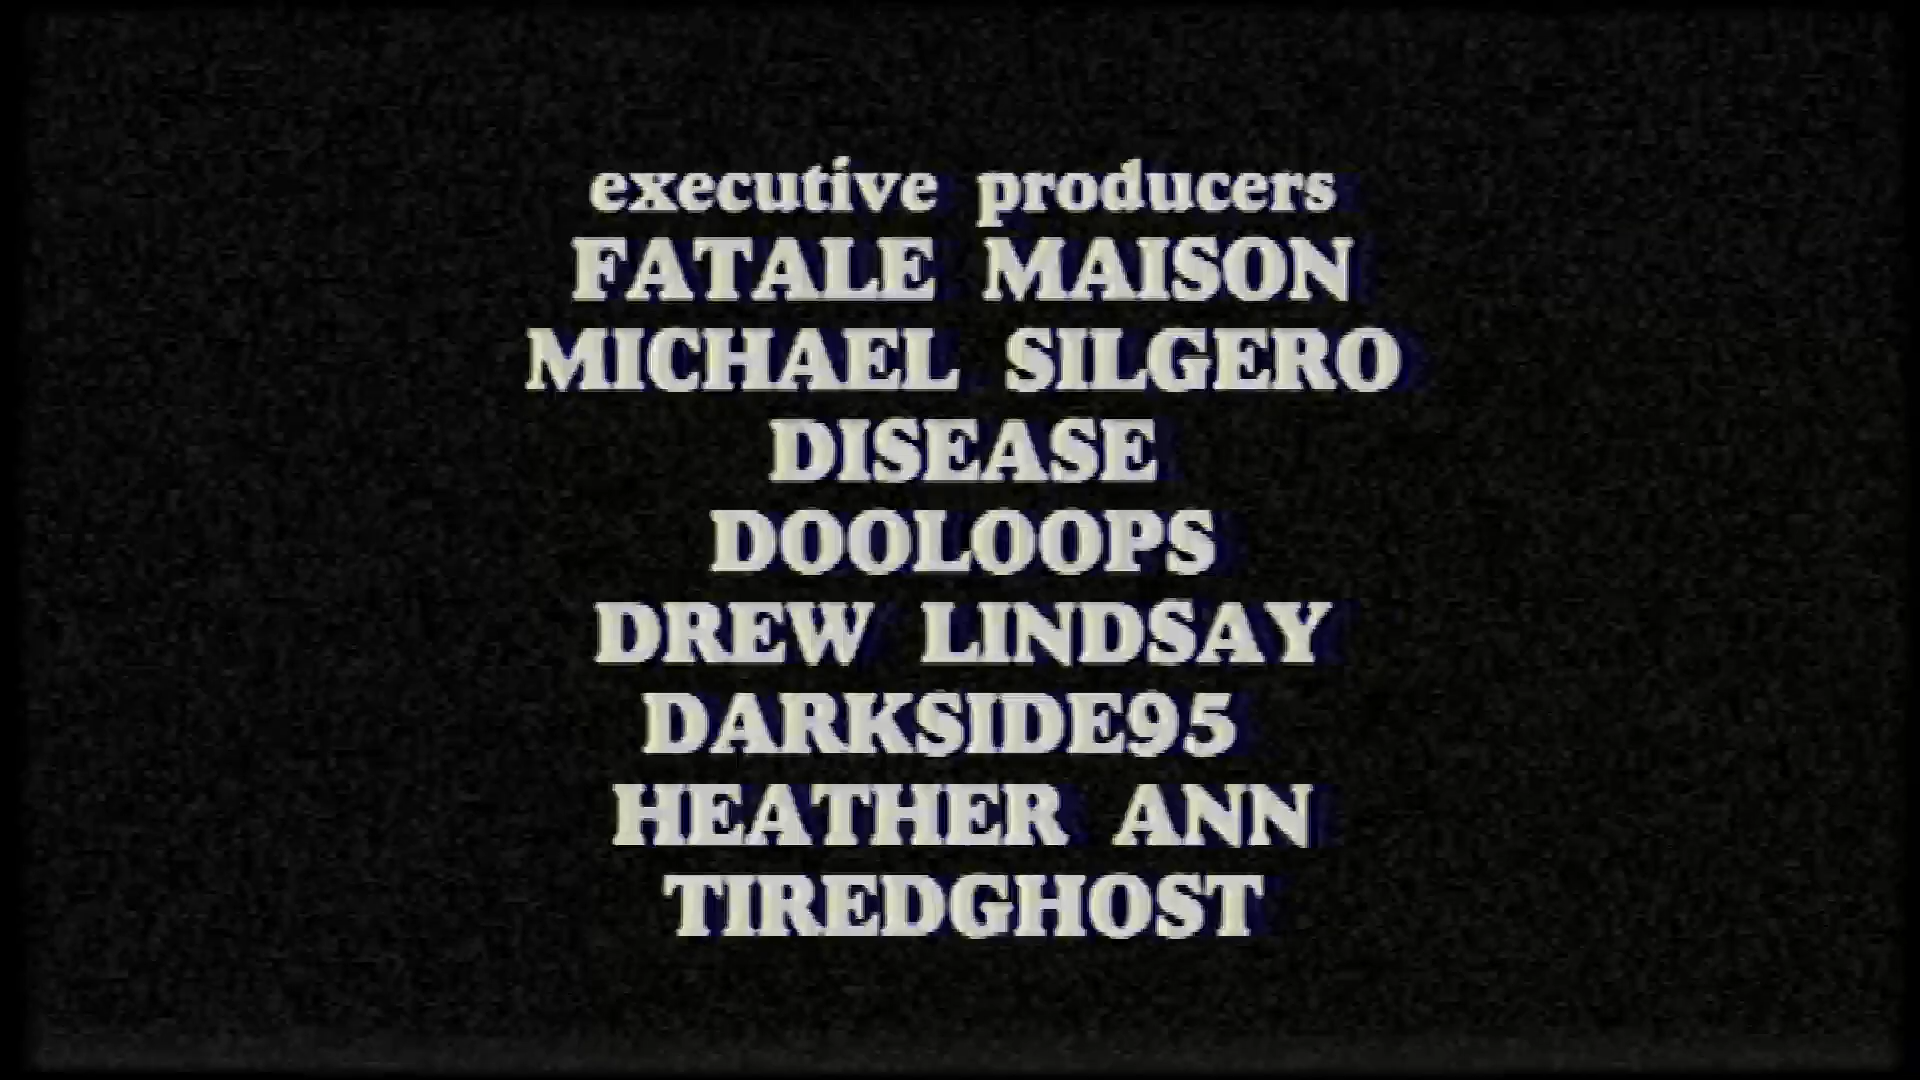 executive producers
FATALE MAISON
MICHAEL SILGERO
DISEASE
DOOLOOPS
DREW LINDSAY
DARKSIDE95
HEATHER ANN
TIREDGHOST